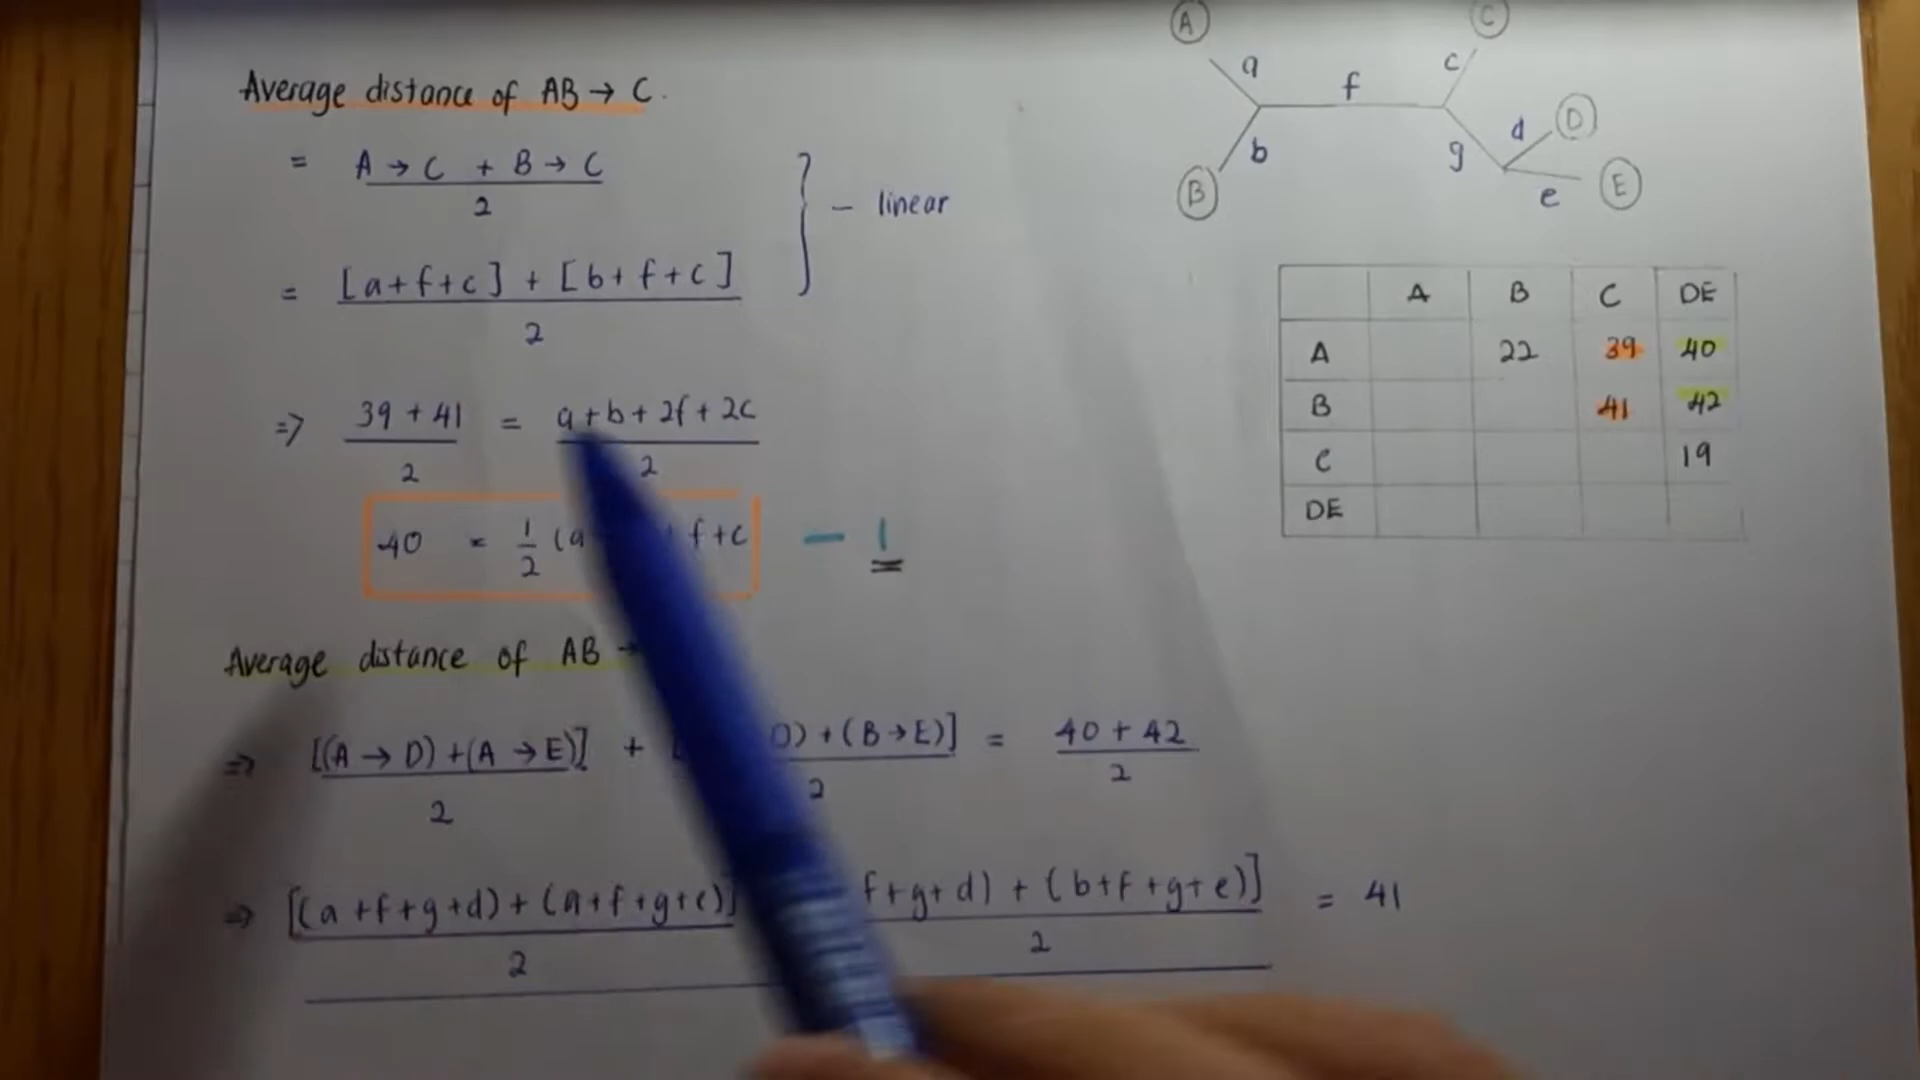 Average distance of AB → C.
= A → C + B → C
2
= [a+f+c] + [b+f+c]
2
} - linear
=> 39 + 41 = a+b+2f+2c
2 2
40 = 1/2 (a f+c - 1
Average distance of AB
=> [(A → D) +(A → E)] + D) + (B→E)] = 40 + 42
2 2 2
=> [(a +f+g+d) + (a+f+g+e)] f+g+d) + (b+f+g+e)] = 41
2 2
A C
a f c
b g d D
B e E
A B C DE
A 22 39 40
B 41 42
C 19
DE